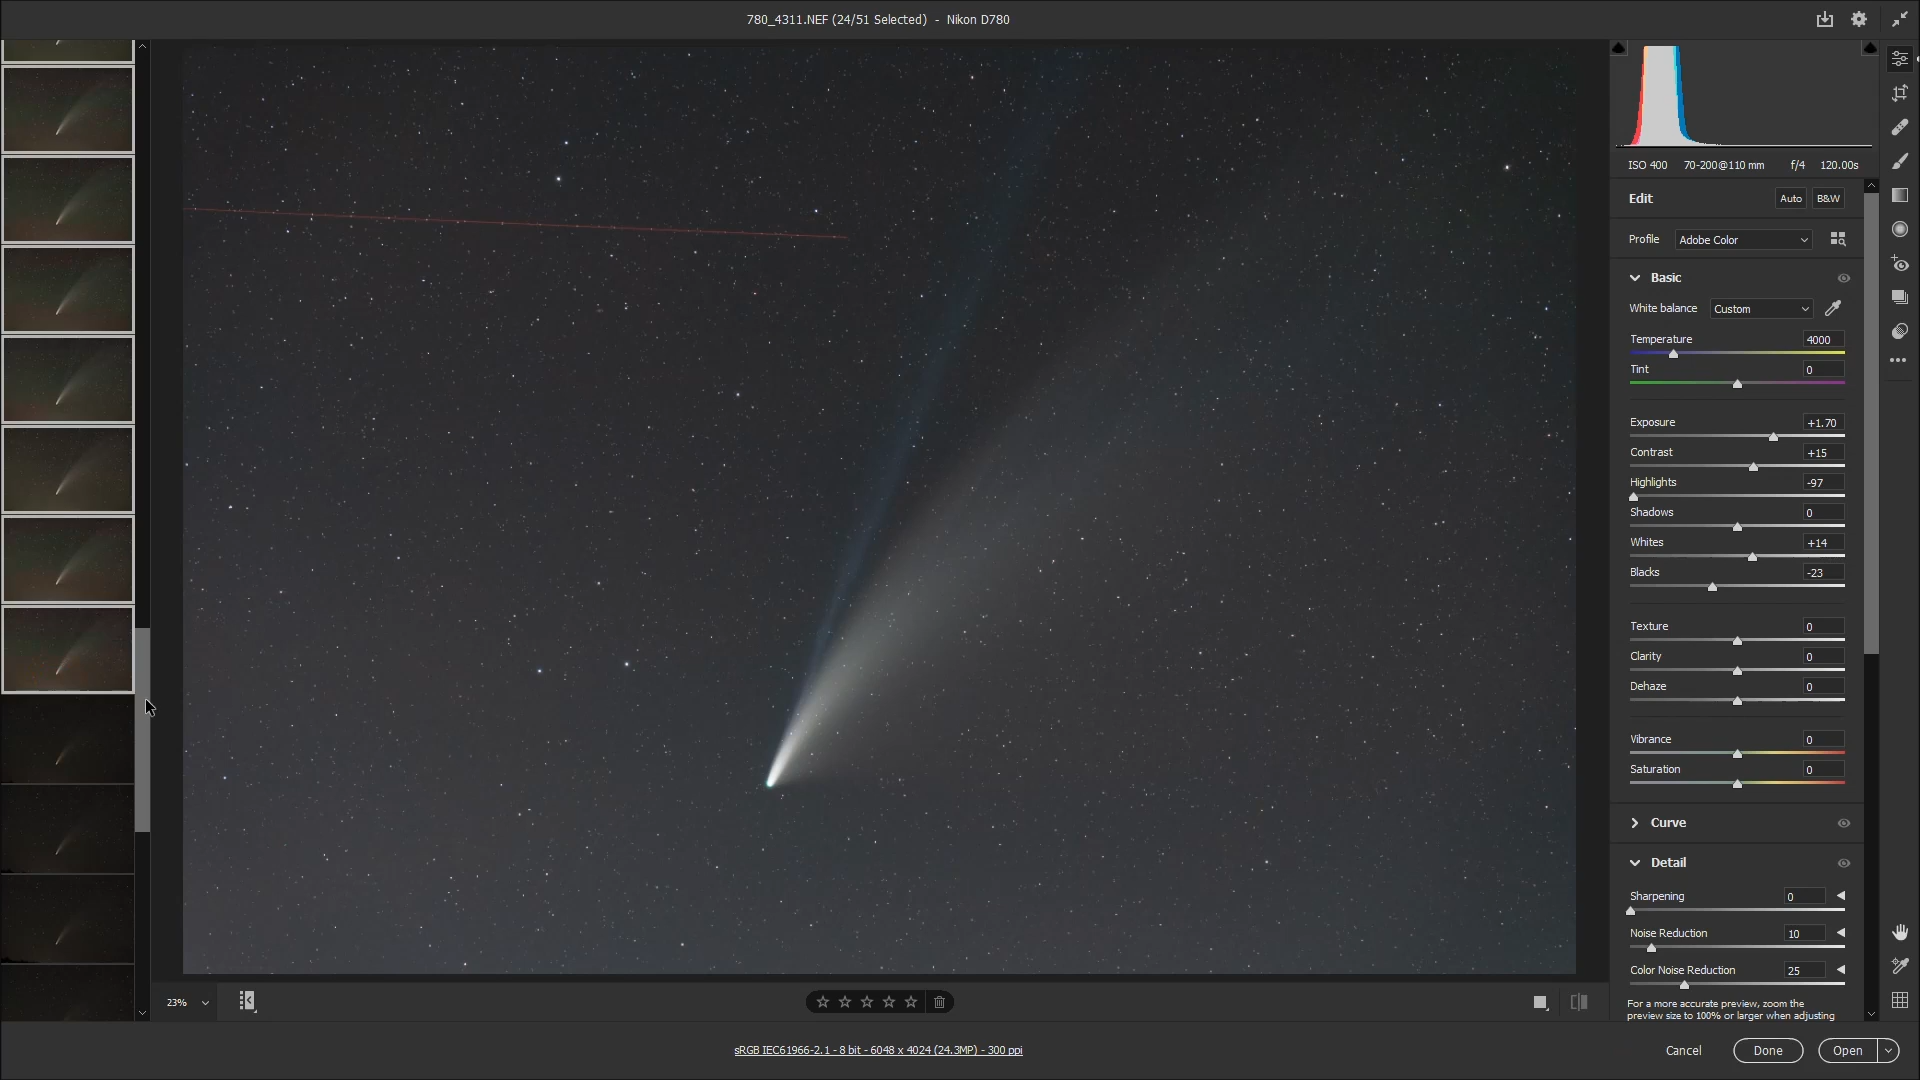 780_4311.NEF (24/51 Selected) - Nikon D780
ISO 400 70-200@110 mm f/4 120.00s
Edit Auto B&W
Profile Adobe Color
Basic
White balance Custom
Temperature 4000
Tint 0
Exposure +1.70
Contrast +15
Highlights -97
Shadows 0
Whites +14
Blacks -23
Texture 0
Clarity 0
Dehaze 0
Vibrance 0
Saturation 0
Curve
Detail
Sharpening 0
Noise Reduction 10
Color Noise Reduction 25
For a more accurate preview, zoom the
preview size to 100% or larger when adjusting
23%
sRGB IEC61966-2.1 - 8 bit - 6048 x 4024 (24.3MP) - 300 ppi
Cancel Done Open